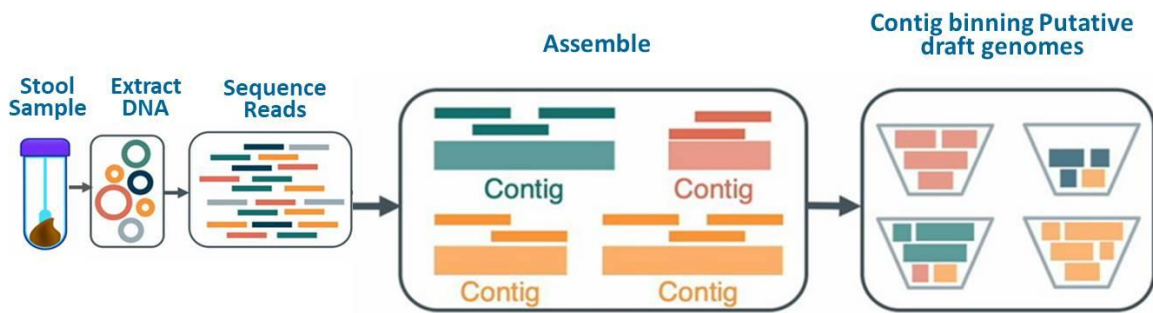 Stool
Sample
Extract
DNA
Sequence
Reads
Assemble
Contig
Contig
Contig
Contig
Contig binning Putative
draft genomes